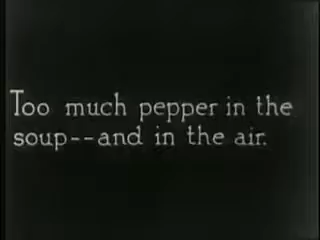 Too much pepper in the
soup--and in the air.